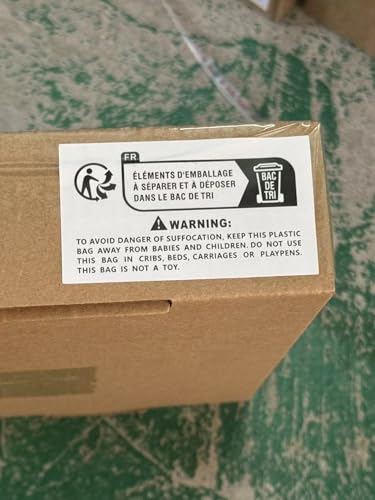 FR
ÉLÉMENTS D'EMBALLAGE
À SÉPARER ET À DÉPOSER
DANS LE BAC DE TRI
BAC
DE
TRI
WARNING:
TO AVOID DANGER OF SUFFOCATION, KEEP THIS PLASTIC
BAG AWAY FROM BABIES AND CHILDREN. DO NOT USE
THIS BAG IN CRIBS, BEDS, CARRIAGES OR PLAYPENS.
THIS BAG IS NOT A TOY.